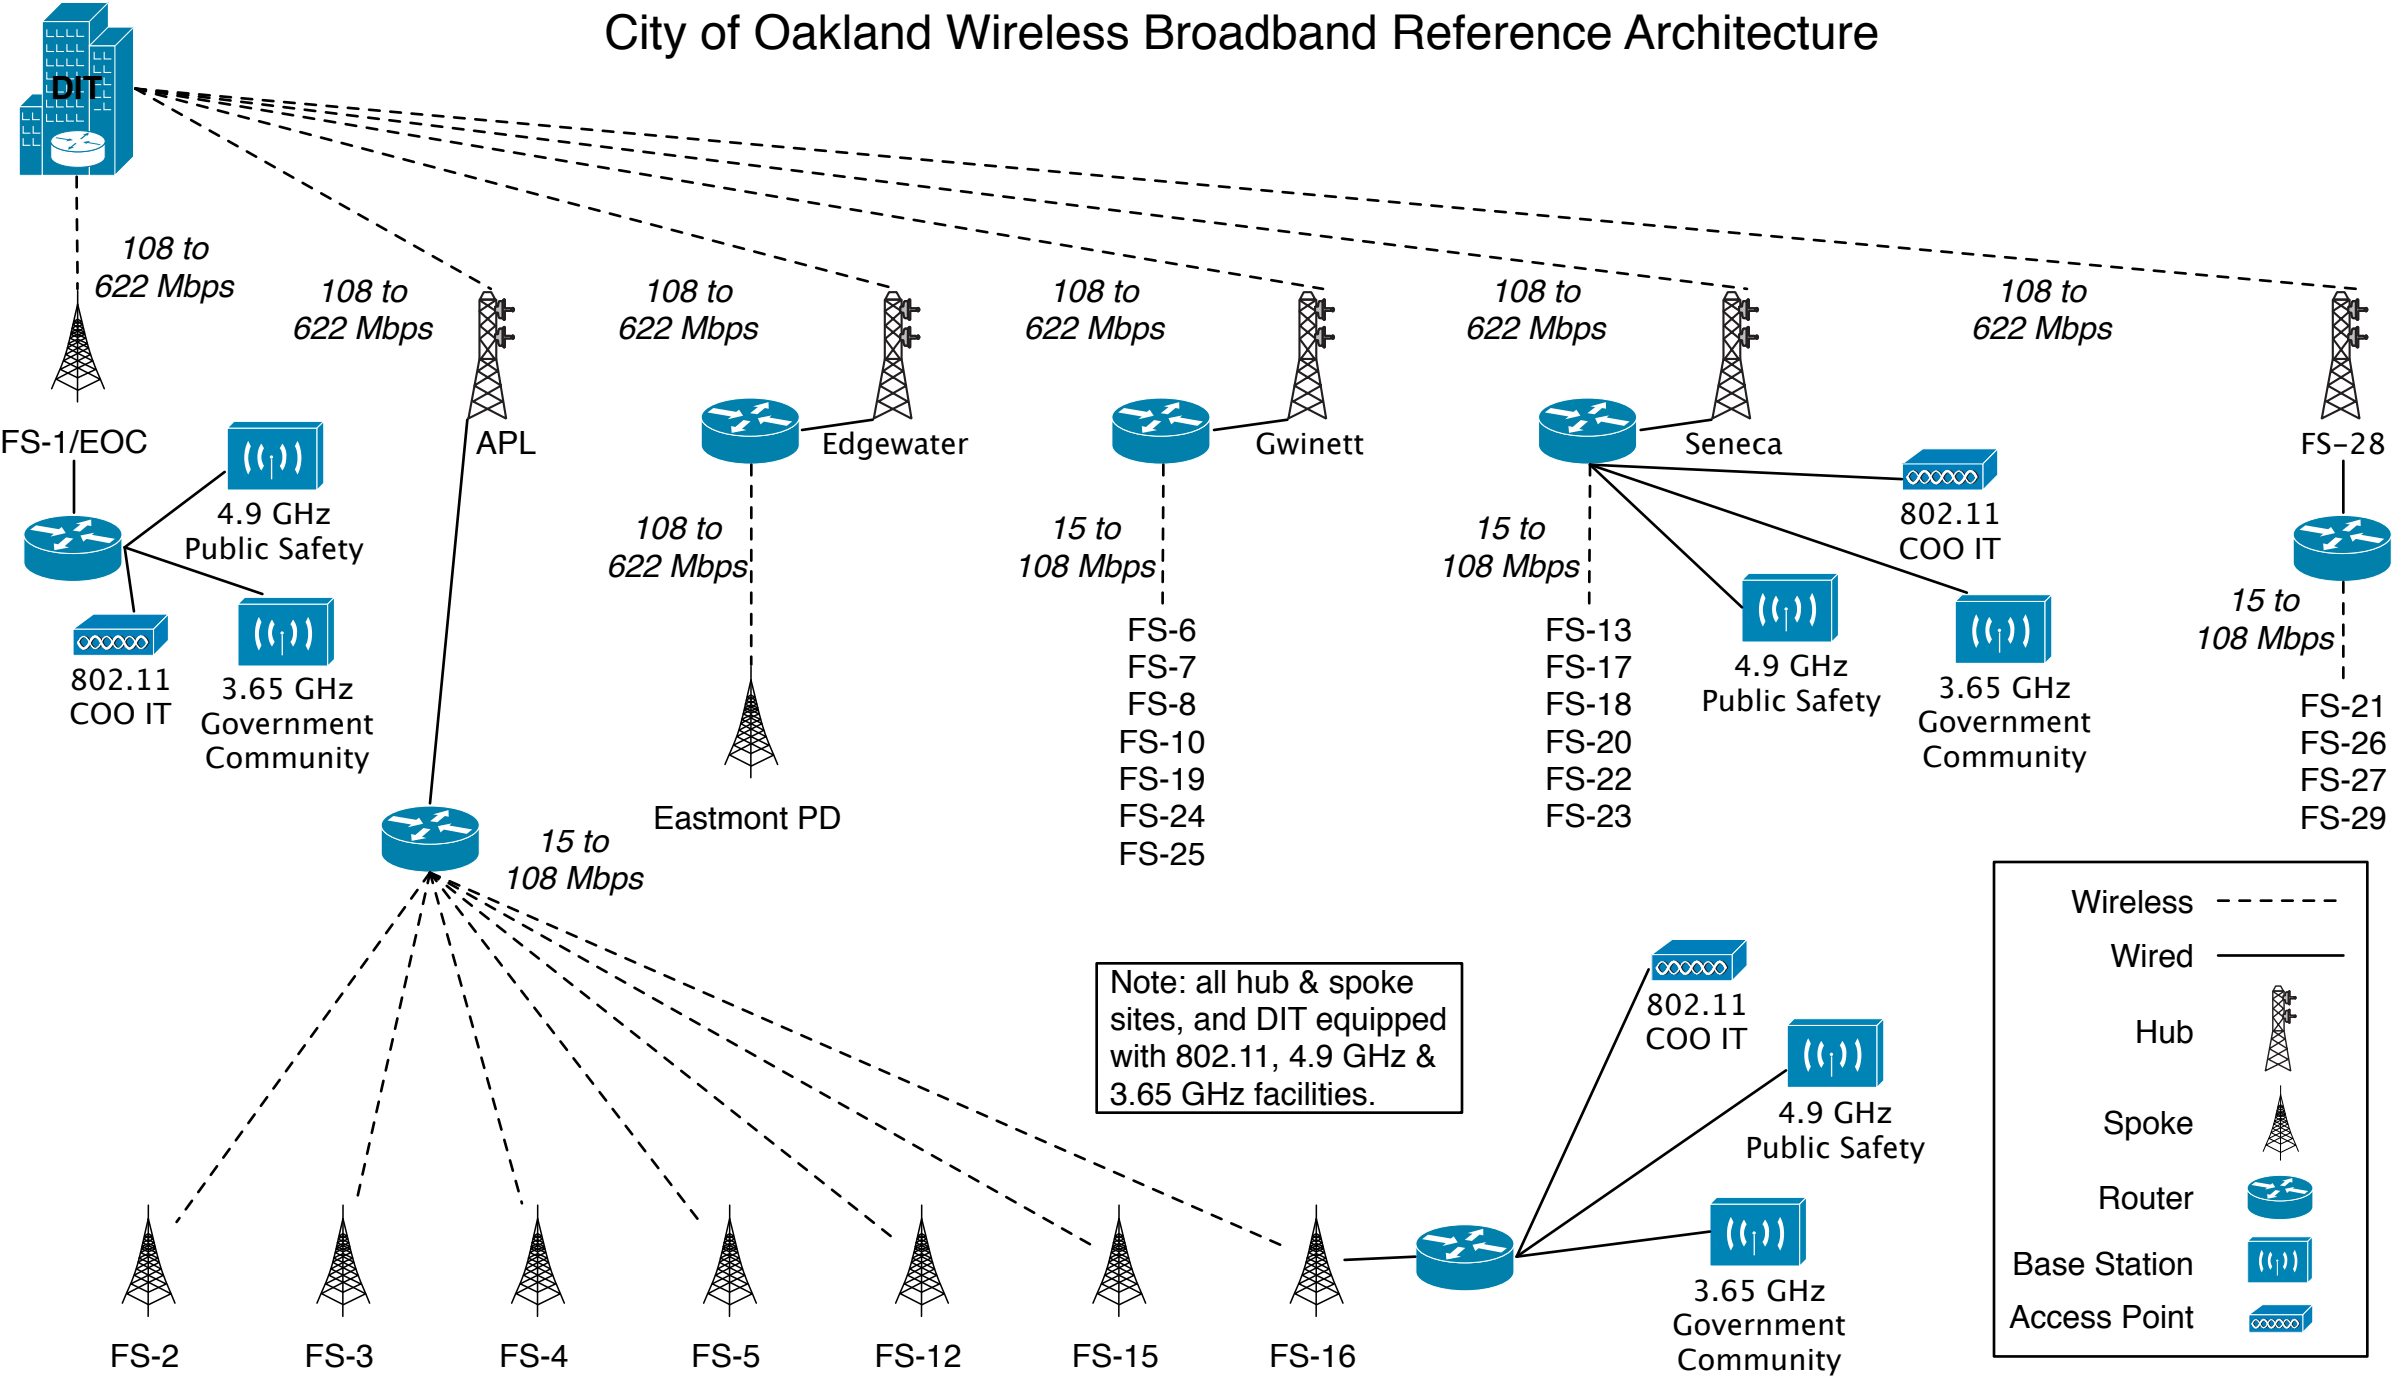 City of Oakland Wireless Broadband Reference Architecture
DIT
108 to
622 Mbps
108 to
622 Mbps
108 to
622 Mbps
108 to
622 Mbps
108 to
622 Mbps
108 to
622 Mbps
FS-1/EOC
APL
Edgewater
Gwinett
Seneca
FS-28
4.9 GHz
Public Safety
802.11
COO IT
3.65 GHz
Government
Community
108 to
622 Mbps
Eastmont PD
15 to
108 Mbps
FS-6
FS-7
FS-8
FS-10
FS-19
FS-24
FS-25
15 to
108 Mbps
FS-13
FS-17
FS-18
FS-20
FS-22
FS-23
802.11
COO IT
4.9 GHz
Public Safety
3.65 GHz
Government
Community
15 to
108 Mbps
FS-21
FS-26
FS-27
FS-29
15 to
108 Mbps
Note: all hub & spoke
sites, and DIT equipped
with 802.11, 4.9 GHz &
3.65 GHz facilities.
802.11
COO IT
4.9 GHz
Public Safety
3.65 GHz
Government
Community
FS-2
FS-3
FS-4
FS-5
FS-12
FS-15
FS-16
Wireless
Wired
Hub
Spoke
Router
Base Station
Access Point